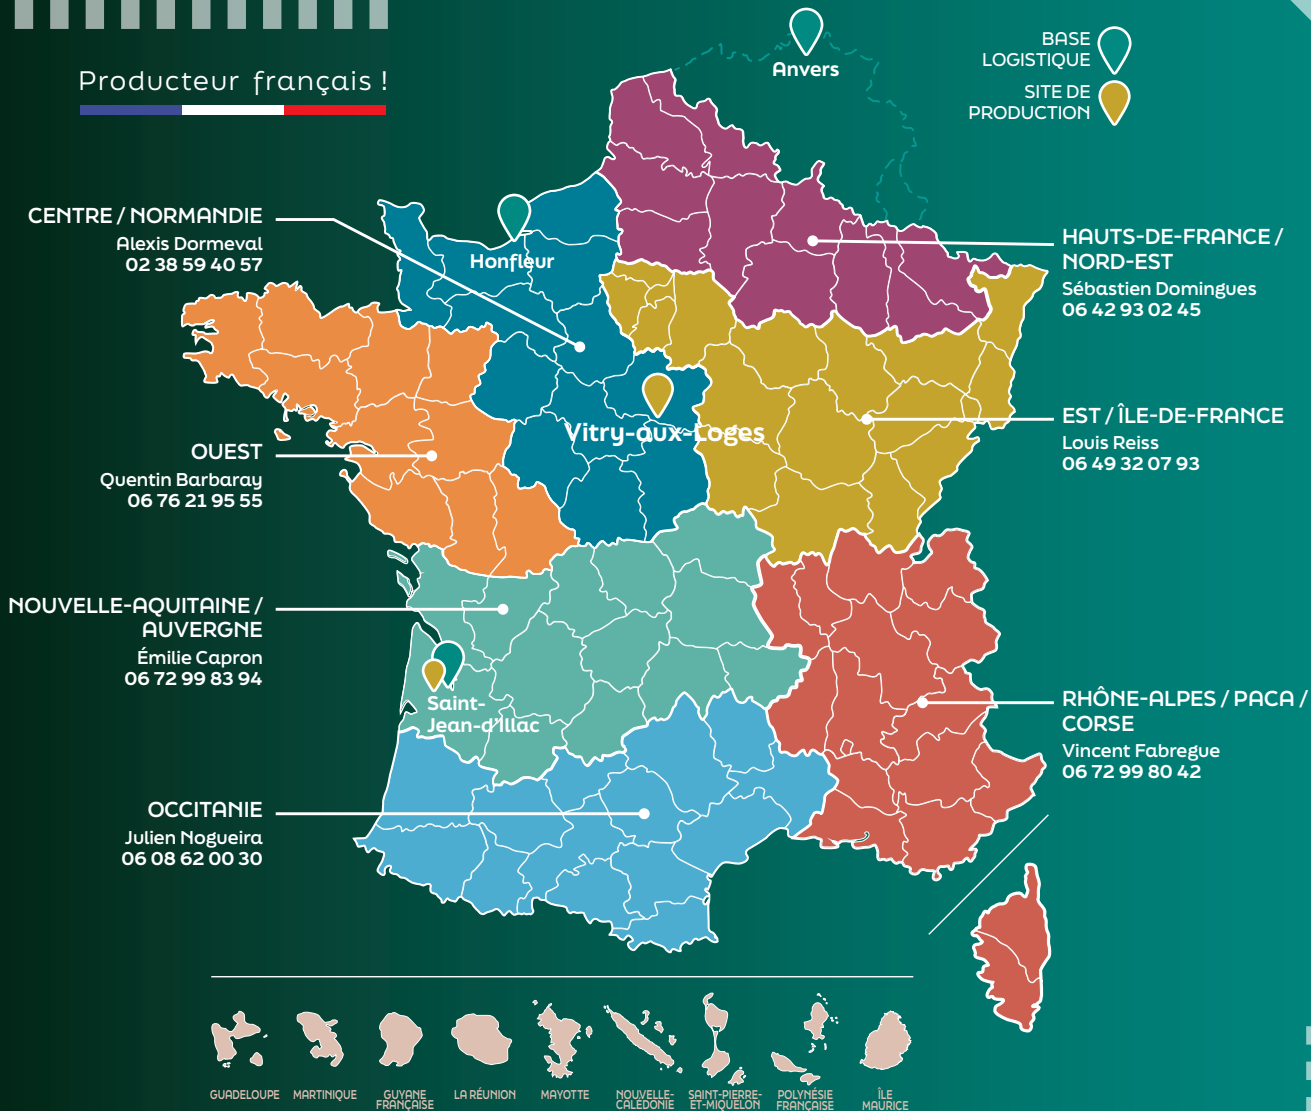 Producteur français !
Anvers
BASE
LOGISTIQUE
SITE DE
PRODUCTION
CENTRE / NORMANDIE
Alexis Dormeval
02 38 59 40 57
Honfleur
HAUTS-DE-FRANCE /
NORD-EST
Sébastien Domingues
06 42 93 02 45
Vitry-aux-Loges
EST / ÎLE-DE-FRANCE
Louis Reiss
06 49 32 07 93
OUEST
Quentin Barbaray
06 76 21 95 55
NOUVELLE-AQUITAINE /
AUVERGNE
Émilie Capron
06 72 99 83 94
Saint-
Jean-d'Illac
RHÔNE-ALPES / PACA /
CORSE
Vincent Fabregue
06 72 99 80 42
OCCITANIE
Julien Nogueira
06 08 62 00 30
GUADELOUPE
MARTINIQUE
GUYANE
FRANÇAISE
LA RÉUNION
MAYOTTE
NOUVELLE-
CALÉDONIE
SAINT-PIERRE-
ET-MIQUELON
POLYNÉSIE
FRANÇAISE
ÎLE
MAURICE